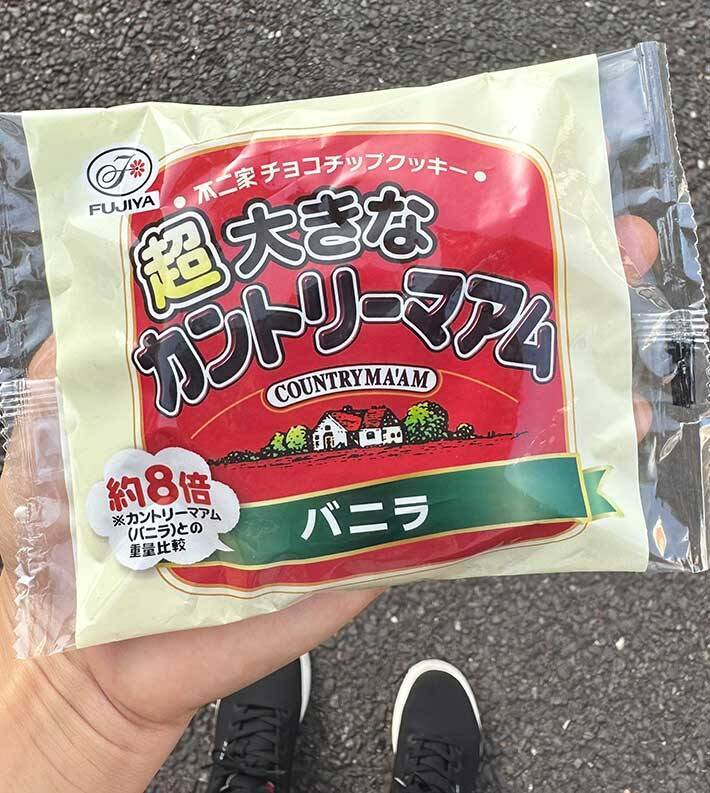 FUJIYA
• 不二家 チョコチップクッキー •
超大きな
カントリーマアム
COUNTRY MA'AM
バニラ
約8倍
※カントリーマアム
(バニラ)との
重量比較